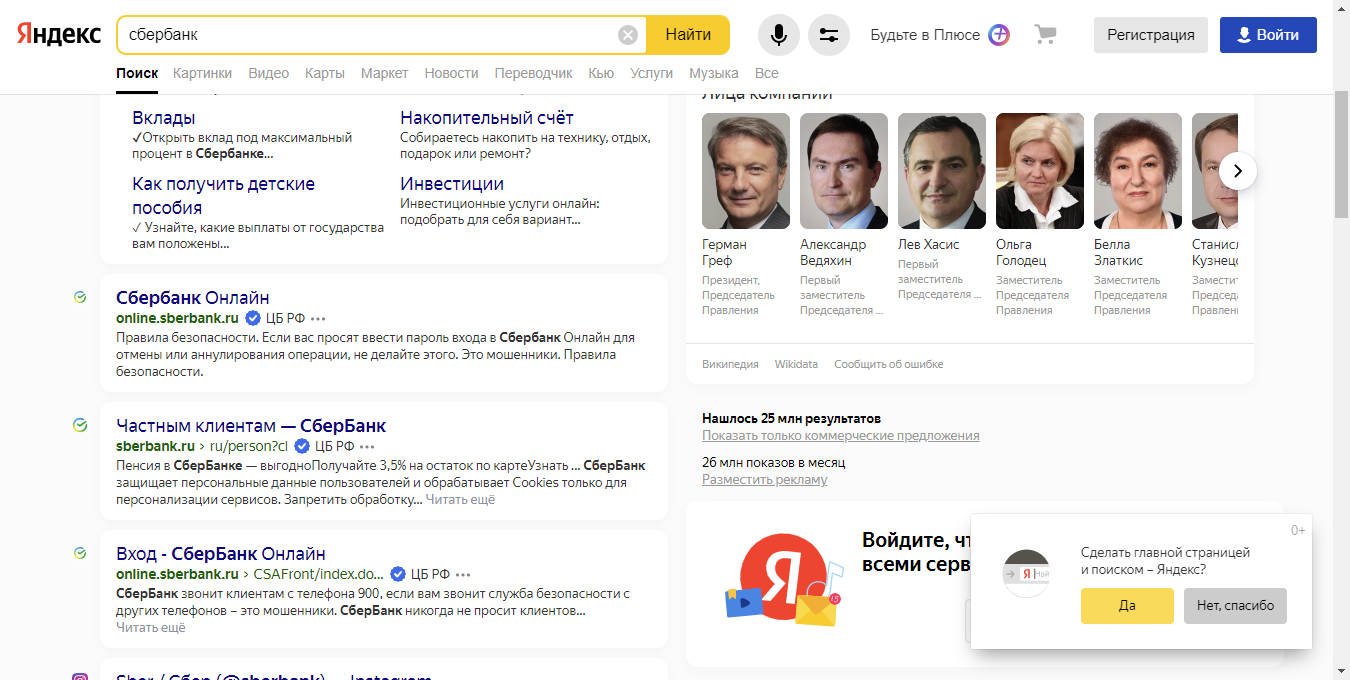 Яндекс
сбербанк
Найти
Будьте в Плюсе
Регистрация
Войти
Поиск Картинки Видео Карты Маркет Новости Переводчик Кью Услуги Музыка Все
Вклады
✓Открыть вклад под максимальный
процент в Сбербанке...
Накопительный счёт
Собираетесь накопить на технику, отдых,
подарок или ремонт?
Как получить детские
пособия
✓ Узнайте, какие выплаты от государства
вам положены...
Инвестиции
Инвестиционные услуги онлайн:
подобрать для себя вариант...
Сбербанк Онлайн
online.sberbank.ru ЦБ РФ
Правила безопасности. Если вас просят ввести пароль входа в Сбербанк Онлайн для
отмены или аннулирования операции, не делайте этого. Это мошенники. Правила
безопасности.
Частным клиентам — СберБанк
sberbank.ru › ru/person?cl ЦБ РФ
Пенсия в СберБанке — выгодноПолучайте 3,5% на остаток по картеУзнать ... СберБанк
защищает персональные данные пользователей и обрабатывает Cookies только для
персонализации сервисов. Запретить обработку... Читать ещё
Вход - СберБанк Онлайн
online.sberbank.ru › CSAFront/index.do... ЦБ РФ
СберБанк звонит клиентам с телефона 900, если вам звонит служба безопасности с
других телефонов – это мошенники. СберБанк никогда не просит клиентов...
Читать ещё
Sber / Сбер (@sberbank) — Instagram
Лица компании
Герман
Греф
Президент,
Председатель
Правления
Александр
Ведяхин
Первый
заместитель
Председателя ...
Лев Хасис
Первый
заместитель
Председателя ...
Ольга
Голодец
Заместитель
Председателя
Правления
Белла
Златкис
Заместитель
Председателя
Правления
Википедия Wikidata Сообщить об ошибке
Нашлось 25 млн результатов
Показать только коммерческие предложения
26 млн показов в месяц
Разместить рекламу
Я
15
Войдите,
всеми
0+
Я
Сделать главной страницей
и поиском – Яндекс?
Да
Нет, спасибо